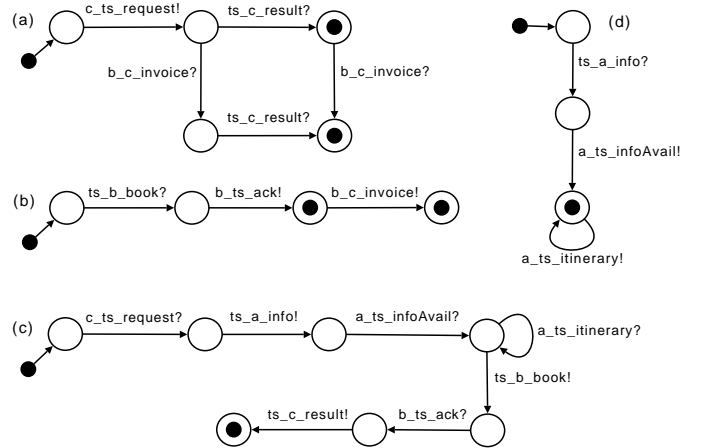 (a)
c_ts_request!
ts_c_result?
b_c_invoice?
b_c_invoice?
ts_c_result?
(d)
ts_a_info?
a_ts_infoAvail!
a_ts_itinerary!
(b)
ts_b_book?
b_ts_ack!
b_c_invoice!
(c)
c_ts_request?
ts_a_info!
a_ts_infoAvail?
a_ts_itinerary?
ts_b_book!
b_ts_ack?
ts_c_result!